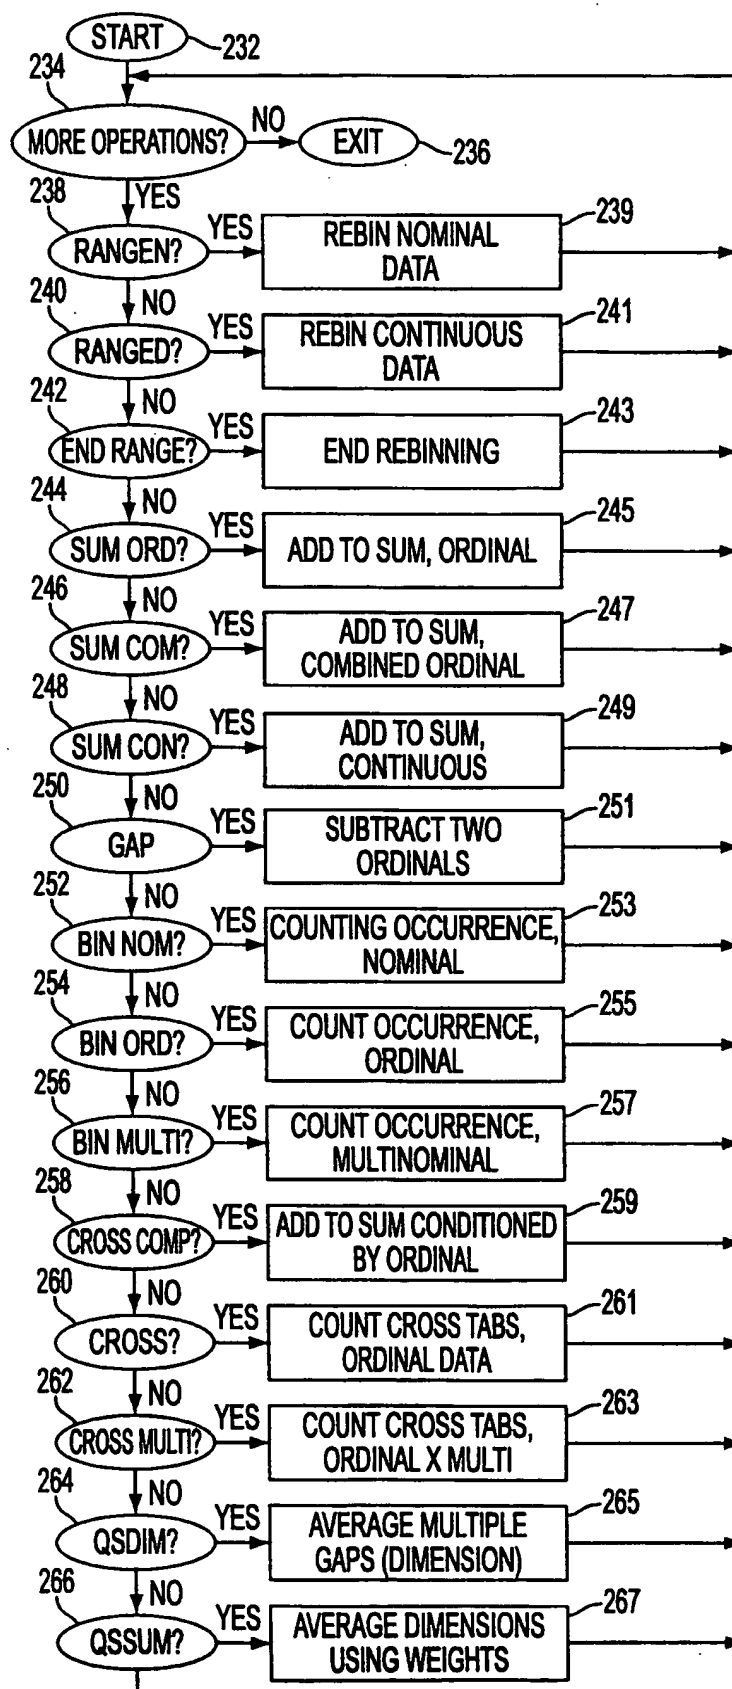 START
232
234
MORE OPERATIONS?
NO
EXIT
236
YES
238
RANGEN?
YES
REBIN NOMINAL
DATA
239
NO
240
RANGED?
YES
REBIN CONTINUOUS
DATA
241
NO
242
END RANGE?
YES
END REBINNING
243
NO
244
SUM ORD?
YES
ADD TO SUM, ORDINAL
245
NO
246
SUM COM?
YES
ADD TO SUM,
COMBINED ORDINAL
247
NO
248
SUM CON?
YES
ADD TO SUM,
CONTINUOUS
249
NO
250
GAP
YES
SUBTRACT TWO
ORDINALS
251
NO
252
BIN NOM?
YES
COUNTING OCCURRENCE,
NOMINAL
253
NO
254
BIN ORD?
YES
COUNT OCCURRENCE,
ORDINAL
255
NO
256
BIN MULTI?
YES
COUNT OCCURRENCE,
MULTINOMINAL
257
NO
258
CROSS COMP?
YES
ADD TO SUM CONDITIONED
BY ORDINAL
259
NO
260
CROSS?
YES
COUNT CROSS TABS,
ORDINAL DATA
261
NO
262
CROSS MULTI?
YES
COUNT CROSS TABS,
ORDINAL X MULTI
263
NO
264
QSDIM?
YES
AVERAGE MULTIPLE
GAPS (DIMENSION)
265
NO
266
QSSUM?
YES
AVERAGE DIMENSIONS
USING WEIGHTS
267